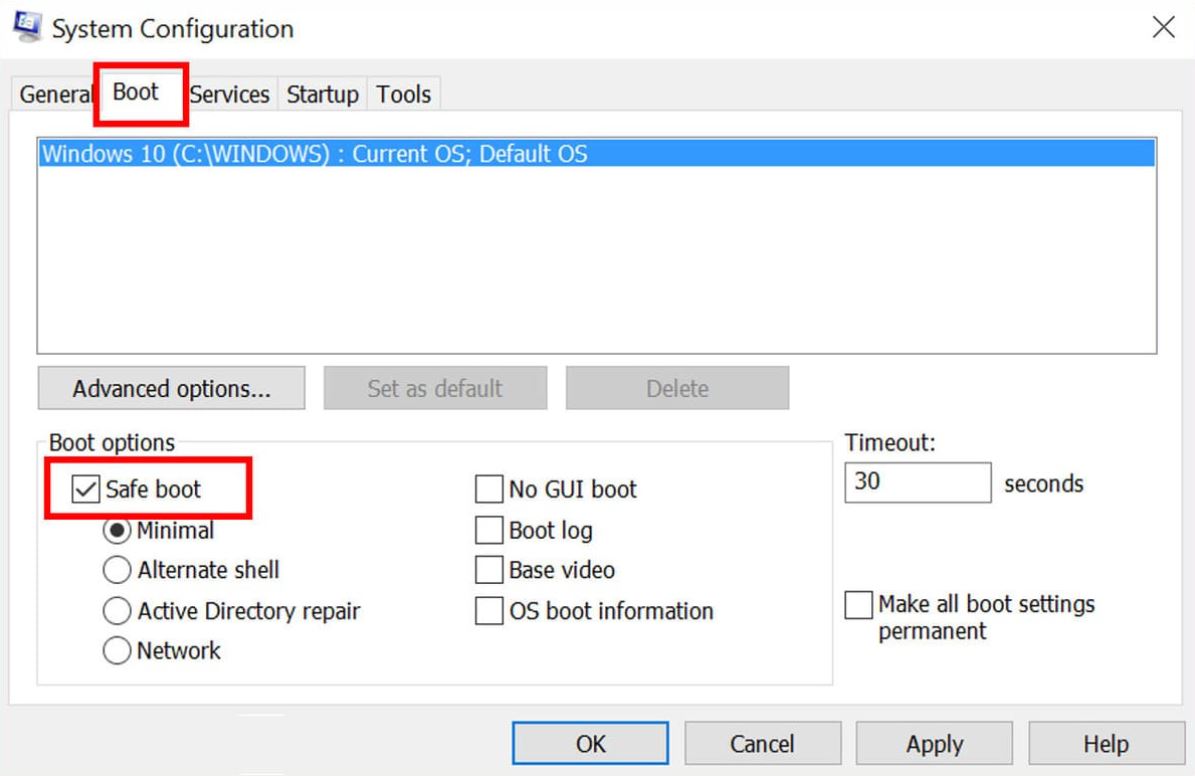 System Configuration
General Boot Services Startup Tools
Windows 10 (C:\WINDOWS) : Current OS; Default OS
Advanced options... Set as default Delete
Boot options
Timeout:
Safe boot No GUI boot 30 seconds
Minimal Boot log
Alternate shell Base video
Active Directory repair OS boot information Make all boot settings
permanent
Network
OK Cancel Apply Help